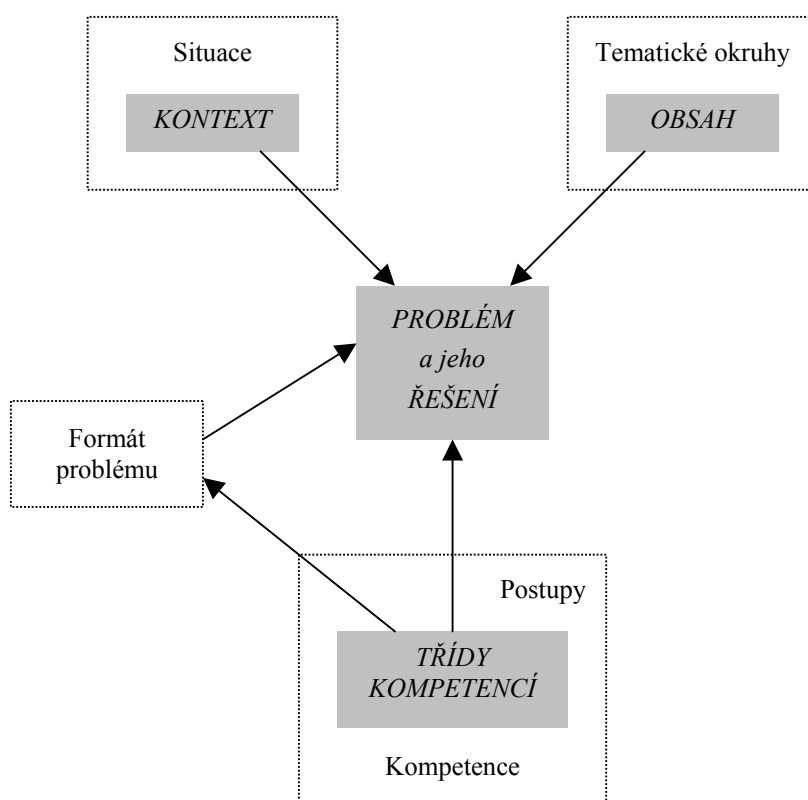 Situace
KONTEXT
Tematické okruhy
OBSAH
PROBLÉM
a jeho
ŘEŠENÍ
Formát
problému
Postupy
TŘÍDY
KOMPETENCÍ
Kompetence